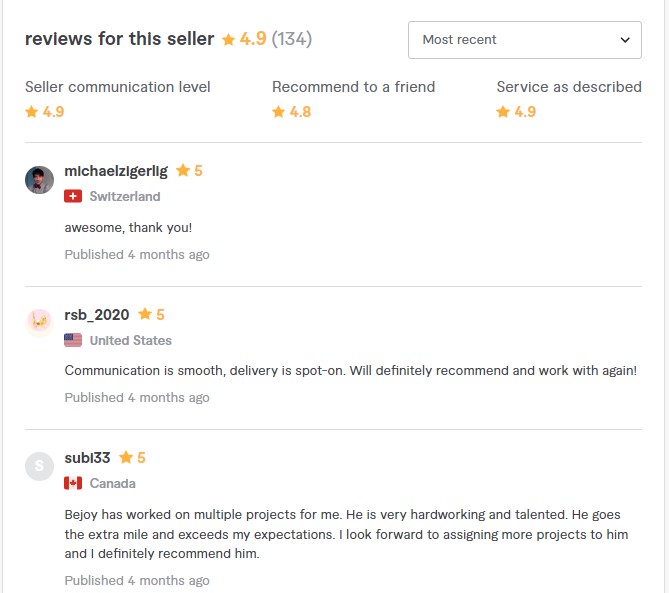 reviews for this seller 4.9 (134)
Most recent
Seller communication level
Recommend to a friend
Service as described
4.9
4.8
4.9
michaelzigerlig 5
Switzerland
awesome, thank you!
Published 4 months ago
rsb_2020 5
United States
Communication is smooth, delivery is spot-on. Will definitely recommend and work with again!
Published 4 months ago
S
subi33 5
Canada
Bejoy has worked on multiple projects for me. He is very hardworking and talented. He goes
the extra mile and exceeds my expectations. I look forward to assigning more projects to him
and I definitely recommend him.
Published 4 months ago